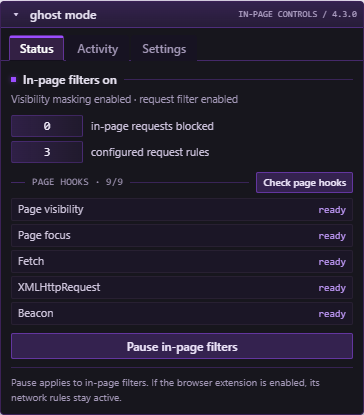 ghost mode IN-PAGE CONTROLS / 4.3.0
Status Activity Settings
In-page filters on
Visibility masking enabled · request filter enabled
0 in-page requests blocked
3 configured request rules
PAGE HOOKS · 9/9 Check page hooks
Page visibility ready
Page focus ready
Fetch ready
XMLHttpRequest ready
Beacon ready
Pause in-page filters
Pause applies to in-page filters. If the browser extension is enabled, its
network rules stay active.